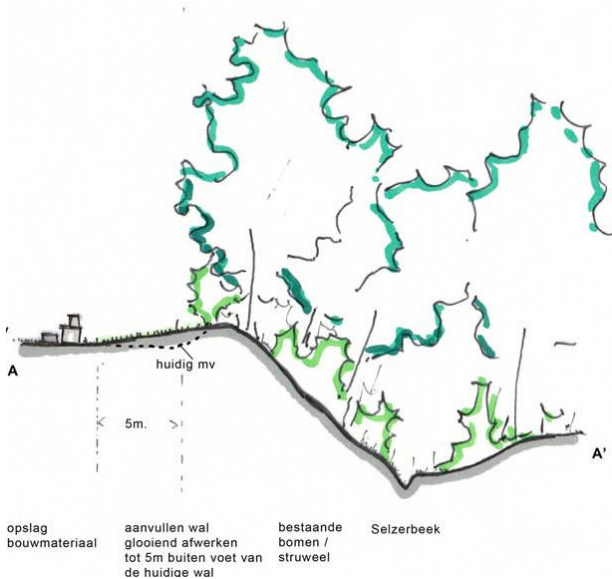 huidig mv
A
5m.
A'
opslag
bouwmateriaal
aanvullen wal
glooiend afwerken
tot 5m buiten voet van
de huidige wal
bestaande
bomen /
struweel
Selzerbeek